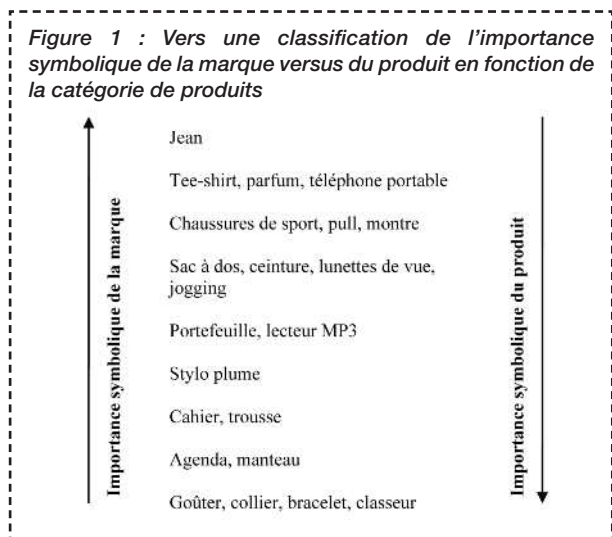 Figure 1 : Vers une classification de l'importance
symbolique de la marque versus du produit en fonction de
la catégorie de produits
Importance symbolique de la marque
Jean
Tee-shirt, parfum, téléphone portable
Chaussures de sport, pull, montre
Sac à dos, ceinture, lunettes de vue,
jogging
Portefeuille, lecteur MP3
Stylo plume
Cahier, trousse
Agenda, manteau
Goûter, collier, bracelet, classeur
Importance symbolique du produit